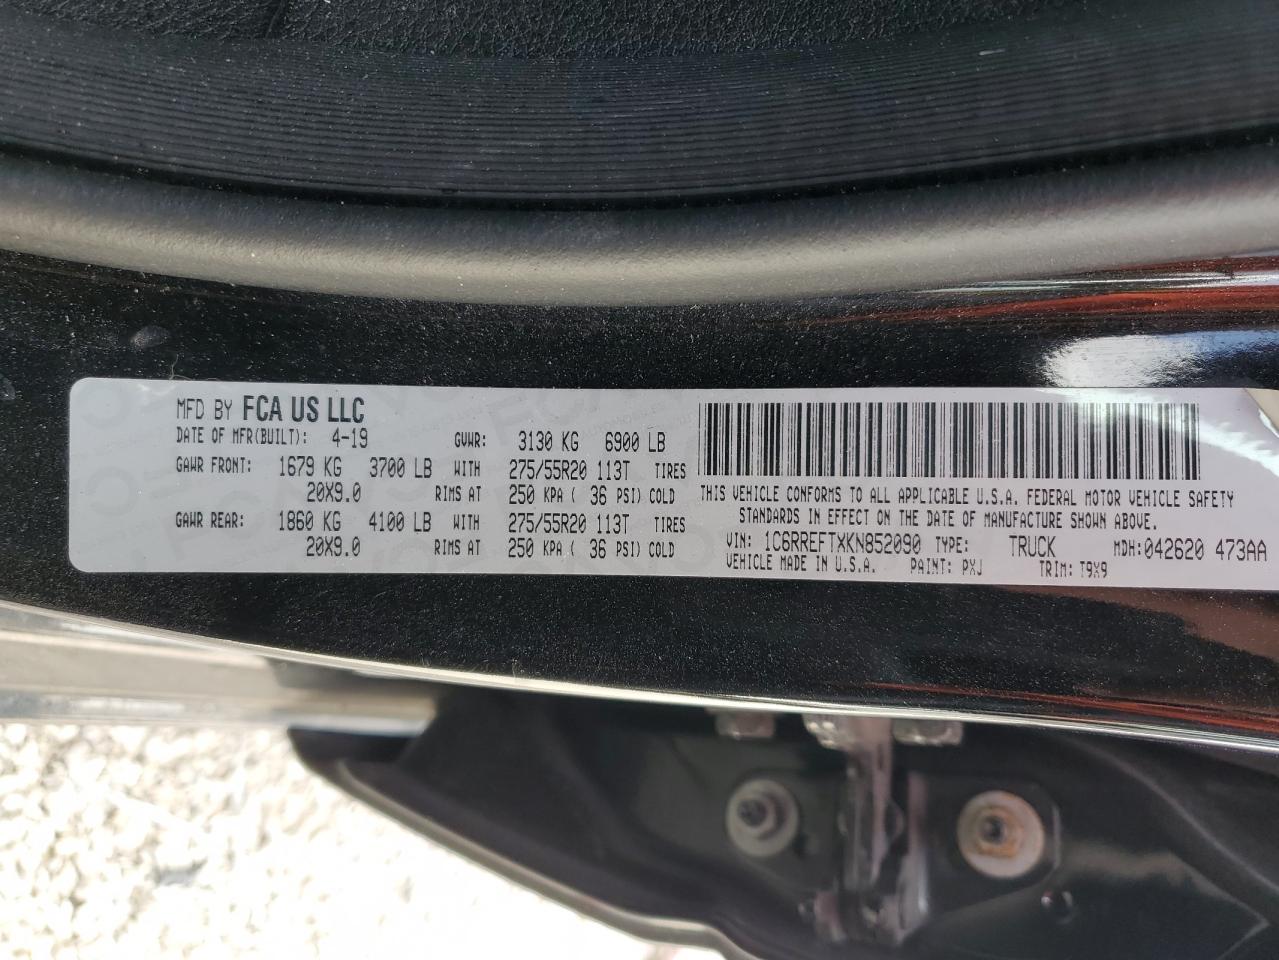 MFD BY FCA US LLC
DATE OF MFR(BUILT): 4-19 GVWR: 3130 KG 6900 LB
GAWR FRONT: 1679 KG 3700 LB WITH 275/55R20 113T TIRES
20X9.0 RIMS AT 250 KPA ( 36 PSI) COLD
GAWR REAR: 1860 KG 4100 LB WITH 275/55R20 113T TIRES
20X9.0 RIMS AT 250 KPA ( 36 PSI) COLD
THIS VEHICLE CONFORMS TO ALL APPLICABLE U.S.A. FEDERAL MOTOR VEHICLE SAFETY
STANDARDS IN EFFECT ON THE DATE OF MANUFACTURE SHOWN ABOVE.
VIN: 1C6RREFTXKN852090 TYPE: TRUCK MDH:042620 473AA
VEHICLE MADE IN U.S.A. PAINT: PXJ TRIM: T9X9